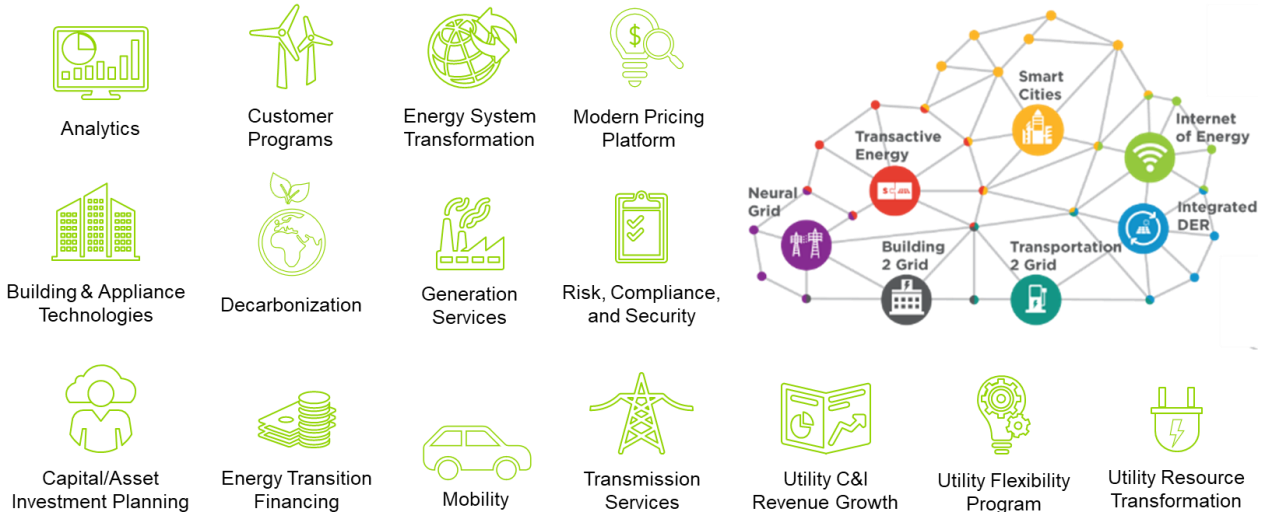 Analytics
Customer
Programs
Energy System
Transformation
Modern Pricing
Platform
$
Smart
Cities
Internet
of Energy
Transactive
Energy
$
Neural
Grid
Integrated
DER
Building
2 Grid
Transportation
2 Grid
Building & Appliance
Technologies
Decarbonization
Generation
Services
Risk, Compliance,
and Security
Capital/Asset
Investment Planning
Energy Transition
Financing
Mobility
Transmission
Services
Utility C&I
Revenue Growth
Utility Flexibility
Program
Utility Resource
Transformation